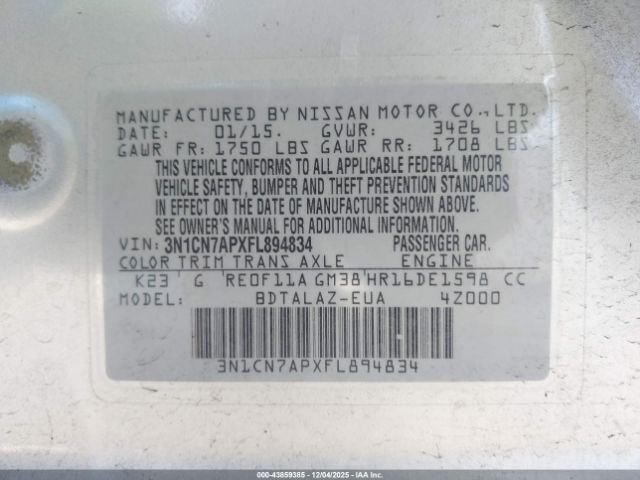 MANUFACTURED BY NISSAN MOTOR CO.,LTD.
DATE: 01/15. GVWR: 3426 LBS
GAWR FR: 1750 LBS GAWR RR: 1708 LBS
THIS VEHICLE CONFORMS TO ALL APPLICABLE FEDERAL MOTOR
VEHICLE SAFETY, BUMPER AND THEFT PREVENTION STANDARDS
IN EFFECT ON THE DATE OF MANUFACTURE SHOWN ABOVE.
SEE OWNER'S MANUAL FOR ADDITIONAL INFORMATION.
VIN: 3N1CN7APXFL894834 PASSENGER CAR.
COLOR TRIM TRANS AXLE ENGINE
K23 G RE0F11A GM38 HR16DE1598 CC
MODEL: BDTALAZ-EUA 4Z000
3N1CN7APXFL894834
000-43859385 | 12/04/2025 | IAAI.COM